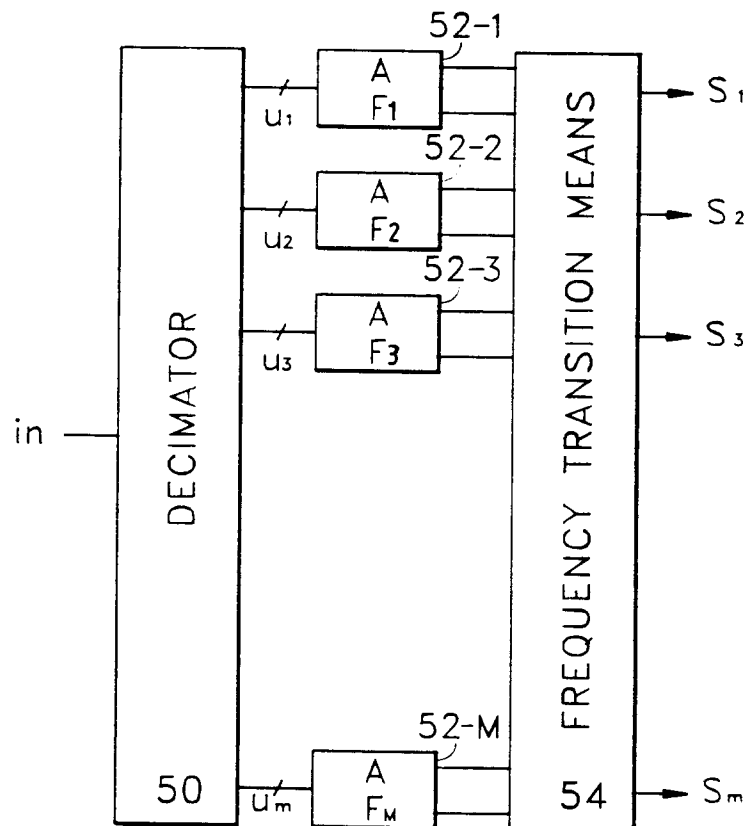 52-1
A
F1
u1
S1
52-2
A
F2
u2
S2
52-3
A
F3
u3
S3
in
DECIMATOR
50
FREQUENCY TRANSITION MEANS
54
52-M
A
FM
um
Sm